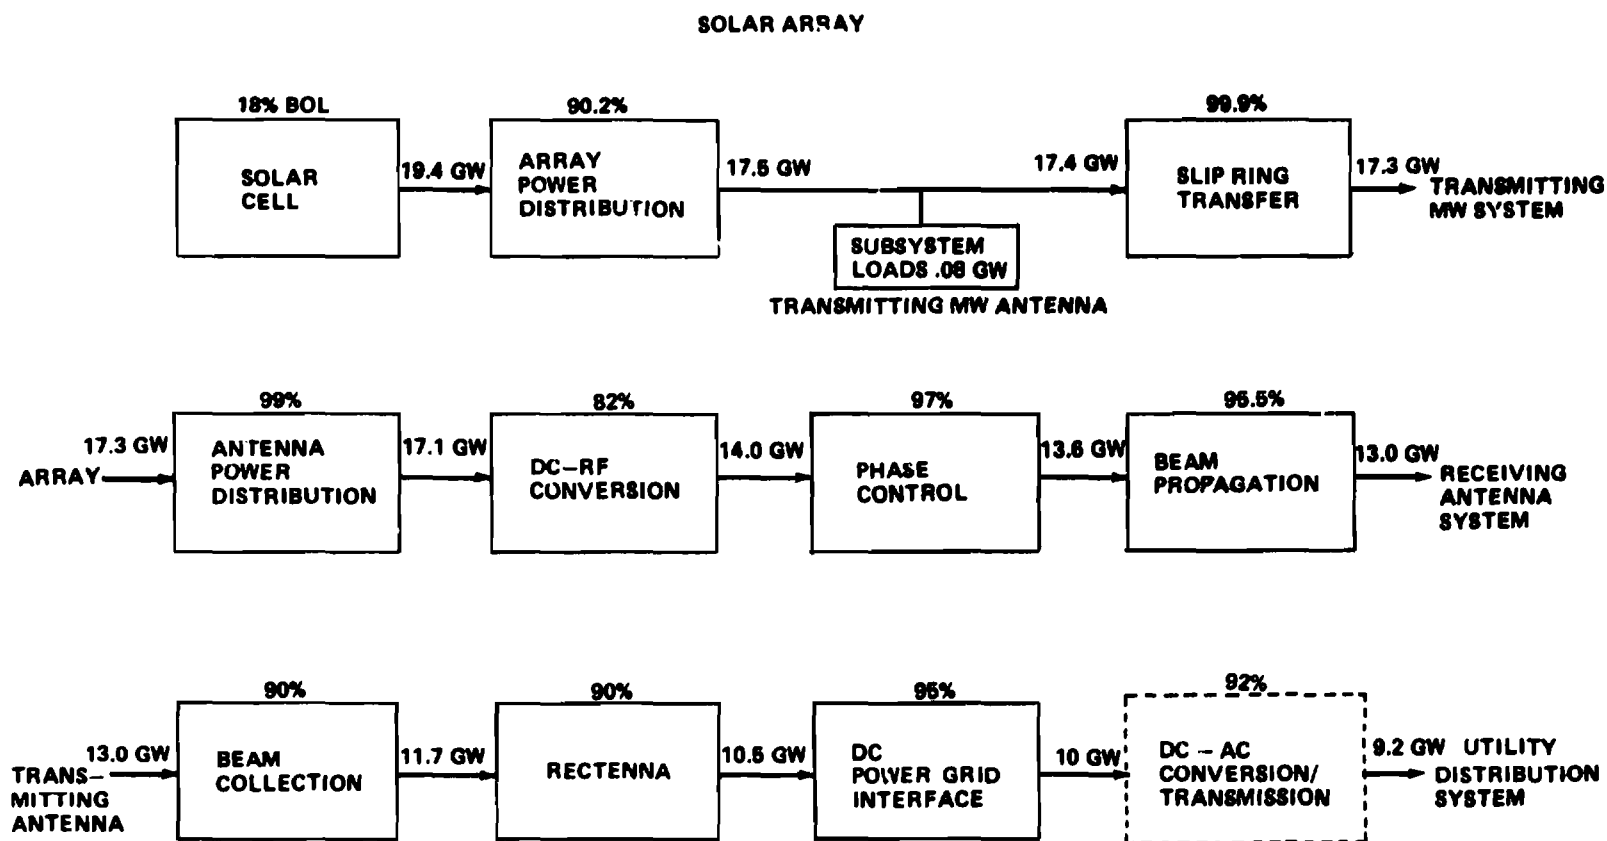 SOLAR ARRAY
18% BOL
90.2%
99.9%
SOLAR
CELL
19.4 GW
ARRAY
POWER
DISTRIBUTION
17.5 GW
17.4 GW
SLIP RING
TRANSFER
17.3 GW
TRANSMITTING
MW SYSTEM
SUBSYSTEM
LOADS .08 GW
TRANSMITTING MW ANTENNA
99%
82%
97%
95.5%
ARRAY
17.3 GW
ANTENNA
POWER
DISTRIBUTION
17.1 GW
DC-RF
CONVERSION
14.0 GW
PHASE
CONTROL
13.6 GW
BEAM
PROPAGATION
13.0 GW
RECEIVING
ANTENNA
SYSTEM
90%
90%
95%
92%
13.0 GW
TRANS-
MITTING
ANTENNA
BEAM
COLLECTION
11.7 GW
RECTENNA
10.5 GW
DC
POWER GRID
INTERFACE
10 GW
DC - AC
CONVERSION/
TRANSMISSION
9.2 GW UTILITY
DISTRIBUTION
SYSTEM